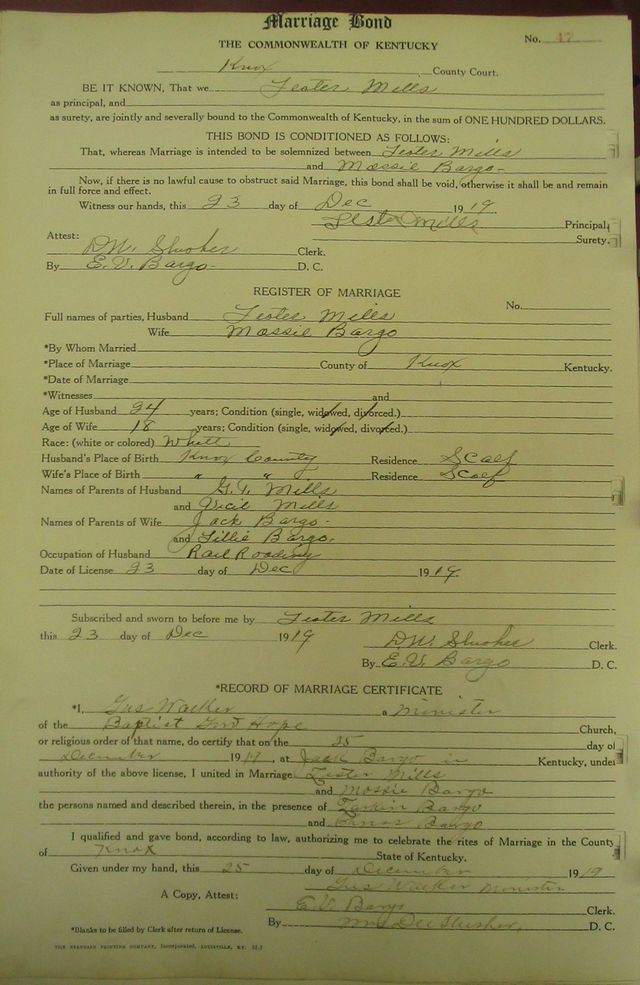 Marriage Bond
THE COMMONWEALTH OF KENTUCKY
No. 47
Knox County Court.
BE IT KNOWN, That we Lester Mills
as principal, and
as surety, are jointly and severally bound to the Commonwealth of Kentucky, in the sum of ONE HUNDRED DOLLARS.
THIS BOND IS CONDITIONED AS FOLLOWS:
That, whereas Marriage is intended to be solemnized between Lester Mills
and Mossie Bargo
Now, if there is no lawful cause to obstruct said Marriage, this bond shall be void, otherwise it shall be and remain
in full force and effect.
Witness our hands, this 23 day of Dec 1919
Lester Mills Principal,
Surety.
Attest:
D.M. Slusher Clerk.
By E.V. Bargo D. C.
REGISTER OF MARRIAGE
No.
Full names of parties, Husband Lester Mills
Wife Mossie Bargo
*By Whom Married
*Place of Marriage County of Knox Kentucky.
*Date of Marriage
*Witnesses and
Age of Husband 24 years; Condition (single, widowed, divorced.)
Age of Wife 18 years; Condition (single, widowed, divorced.)
Race: (white or colored) White
Husband's Place of Birth Knox County Residence Scalf
Wife's Place of Birth " " Residence Scalf
Names of Parents of Husband G.T. Mills
and Mills
Names of Parents of Wife Jack Bargo
and Lillie Bargo
Occupation of Husband Rail Roading
Date of License 23 day of Dec 1919
Subscribed and sworn to before me by Lester Mills
this 23 day of Dec 1919
D.M. Slusher Clerk.
By E.V. Bargo D. C.
*RECORD OF MARRIAGE CERTIFICATE
*I, Gus Walker a Minister
of the Baptist Hope Church,
or religious order of that name, do certify that on the 25 day of
December 1919, at Jack Bargo in Kentucky, under
authority of the above license, I united in Marriage Lester Mills
and Mossie Bargo
the persons named and described therein, in the presence of Bargo
and Bargo
I qualified and gave bond, according to law, authorizing me to celebrate the rites of Marriage in the County
of Knox State of Kentucky.
Given under my hand, this 25 day of December 1919
Gus Walker Minister
A Copy, Attest:
E.V. Bargo Clerk.
By Mrs Dee Slusher, D. C.
*Blanks to be filled by Clerk after return of License.
THE STANDARD PRINTING COMPANY, Incorporated, LOUISVILLE, KY.